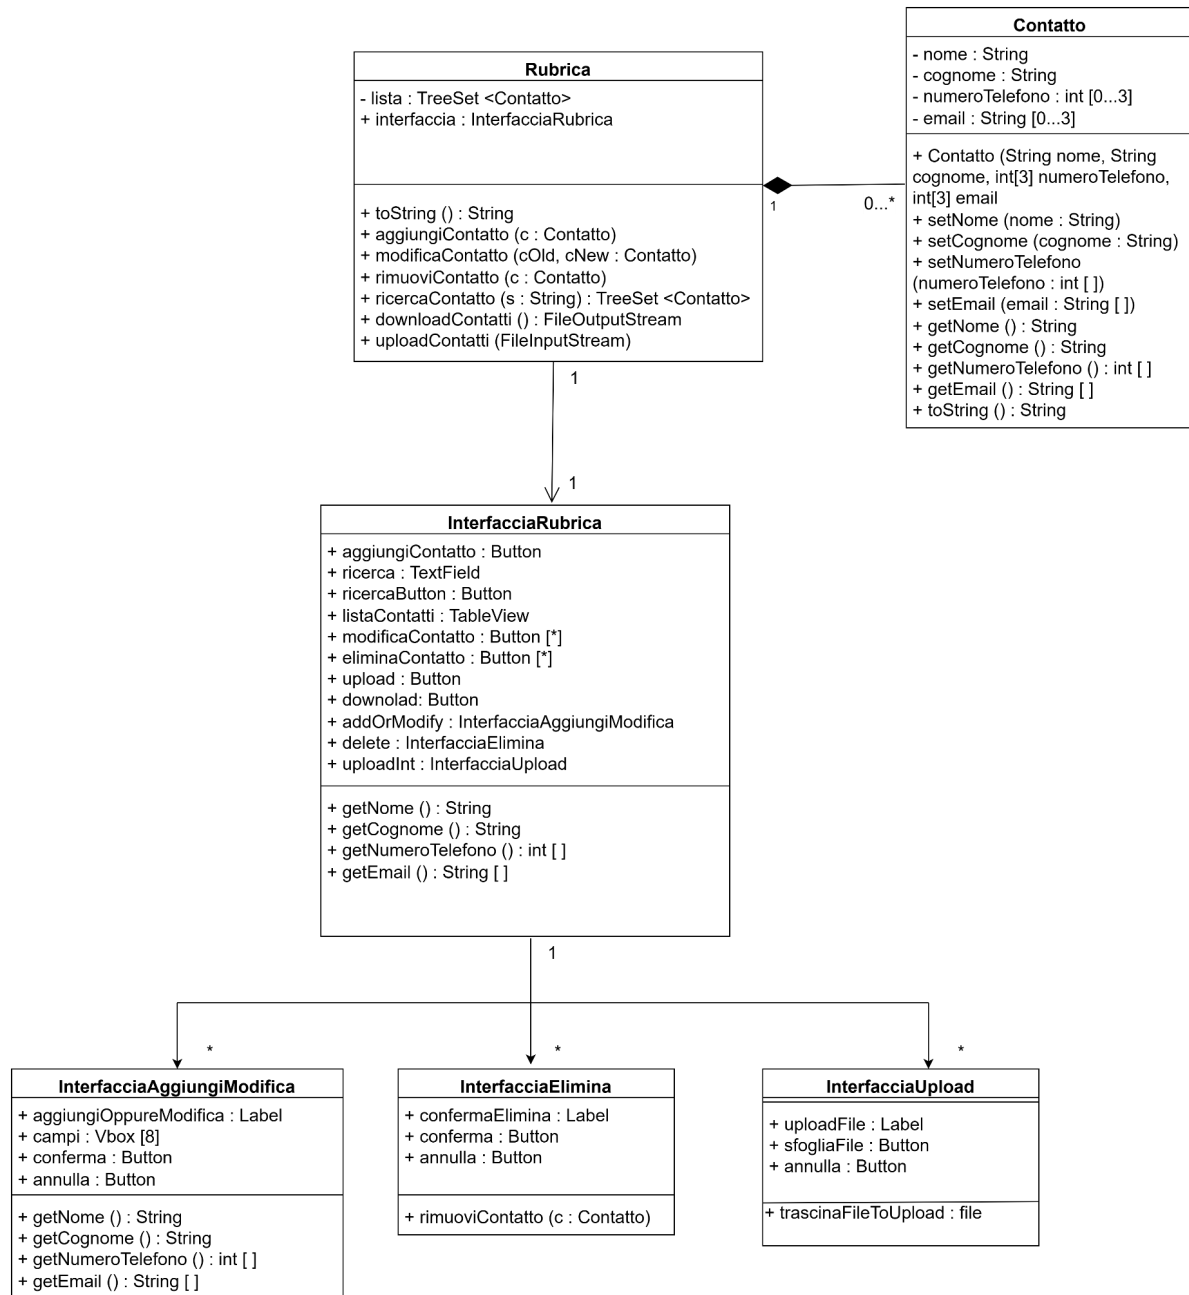 Contatto
- nome : String
- cognome : String
- numeroTelefono : int [0...3]
- email : String [0...3]
+ Contatto (String nome, String
cognome, int[3] numeroTelefono,
int[3] email
+ setNome (nome : String)
+ setCognome (cognome : String)
+ setNumeroTelefono
(numeroTelefono : int [ ])
+ setEmail (email : String [ ])
+ getNome () : String
+ getCognome () : String
+ getNumeroTelefono () : int [ ]
+ getEmail () : String [ ]
+ toString () : String
Rubrica
- lista : TreeSet <Contatto>
+ interfaccia : InterfacciaRubrica
+ toString () : String
+ aggiungiContatto (c : Contatto)
+ modificaContatto (cOld, cNew : Contatto)
+ rimuoviContatto (c : Contatto)
+ ricercaContatto (s : String) : TreeSet <Contatto>
+ downloadContatti () : FileOutputStream
+ uploadContatti (FileInputStream)
1
0...*
1
1
InterfacciaRubrica
+ aggiungiContatto : Button
+ ricerca : TextField
+ ricercaButton : Button
+ listaContatti : TableView
+ modificaContatto : Button [*]
+ eliminaContatto : Button [*]
+ upload : Button
+ downolad: Button
+ addOrModify : InterfacciaAggiungiModifica
+ delete : InterfacciaElimina
+ uploadInt : InterfacciaUpload
+ getNome () : String
+ getCognome () : String
+ getNumeroTelefono () : int [ ]
+ getEmail () : String [ ]
1
*
*
*
InterfacciaAggiungiModifica
+ aggiungiOppureModifica : Label
+ campi : Vbox [8]
+ conferma : Button
+ annulla : Button
+ getNome () : String
+ getCognome () : String
+ getNumeroTelefono () : int [ ]
+ getEmail () : String [ ]
InterfacciaElimina
+ confermaElimina : Label
+ conferma : Button
+ annulla : Button
+ rimuoviContatto (c : Contatto)
InterfacciaUpload
+ uploadFile : Label
+ sfogliaFile : Button
+ annulla : Button
+ trascinaFileToUpload : file